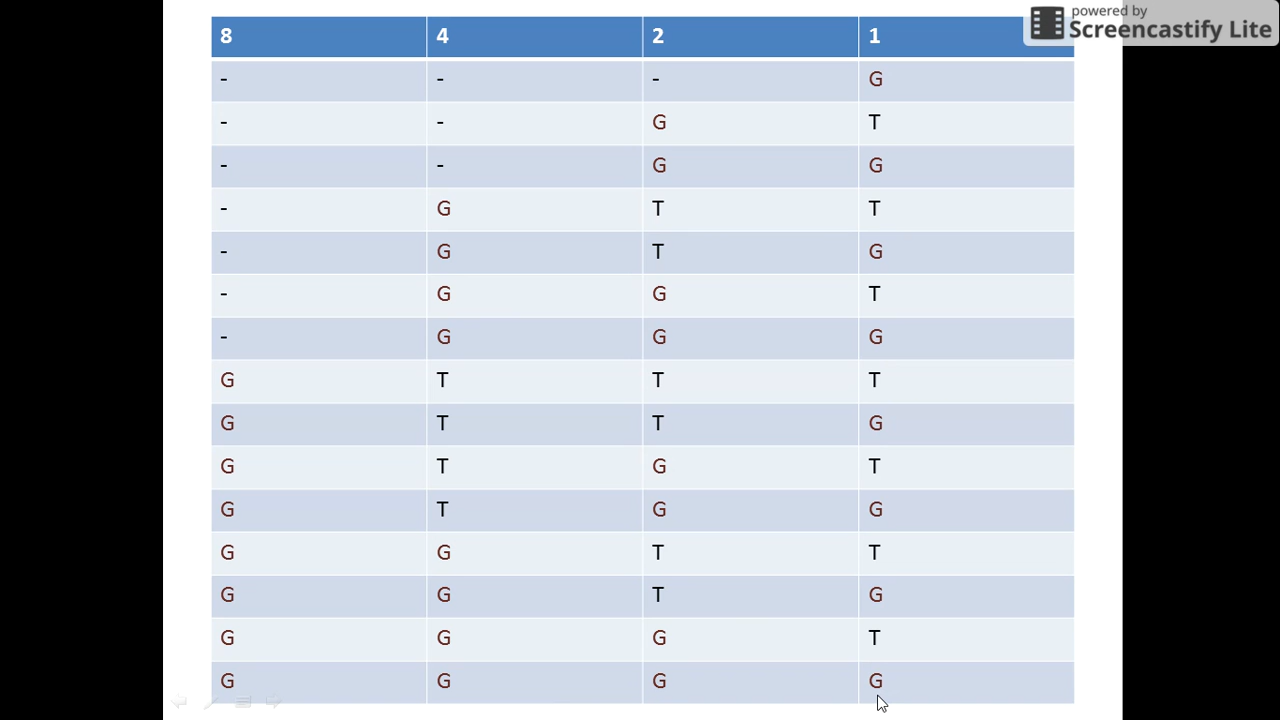 powered by
Screencastify Lite
8 4 2 1
- - - G
- - G T
- - G G
- G T T
- G T G
- G G T
- G G G
G T T T
G T T G
G T G T
G T G G
G G T T
G G T G
G G G T
G G G G